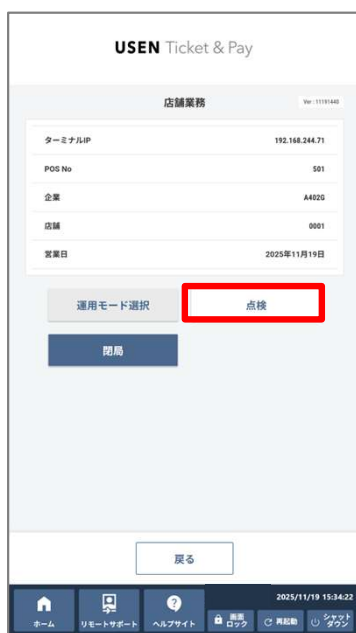 USEN Ticket & Pay
店舗業務
Ver : 11191448
ターミナルIP 192.168.244.71
POS No 501
企業 A402G
店舗 0001
営業日 2025年11月19日
運用モード選択 点検
閉局
戻る
2025/11/19 15:34:22
ホーム リモートサポート ヘルプサイト 画面ロック 再起動 シャットダウン